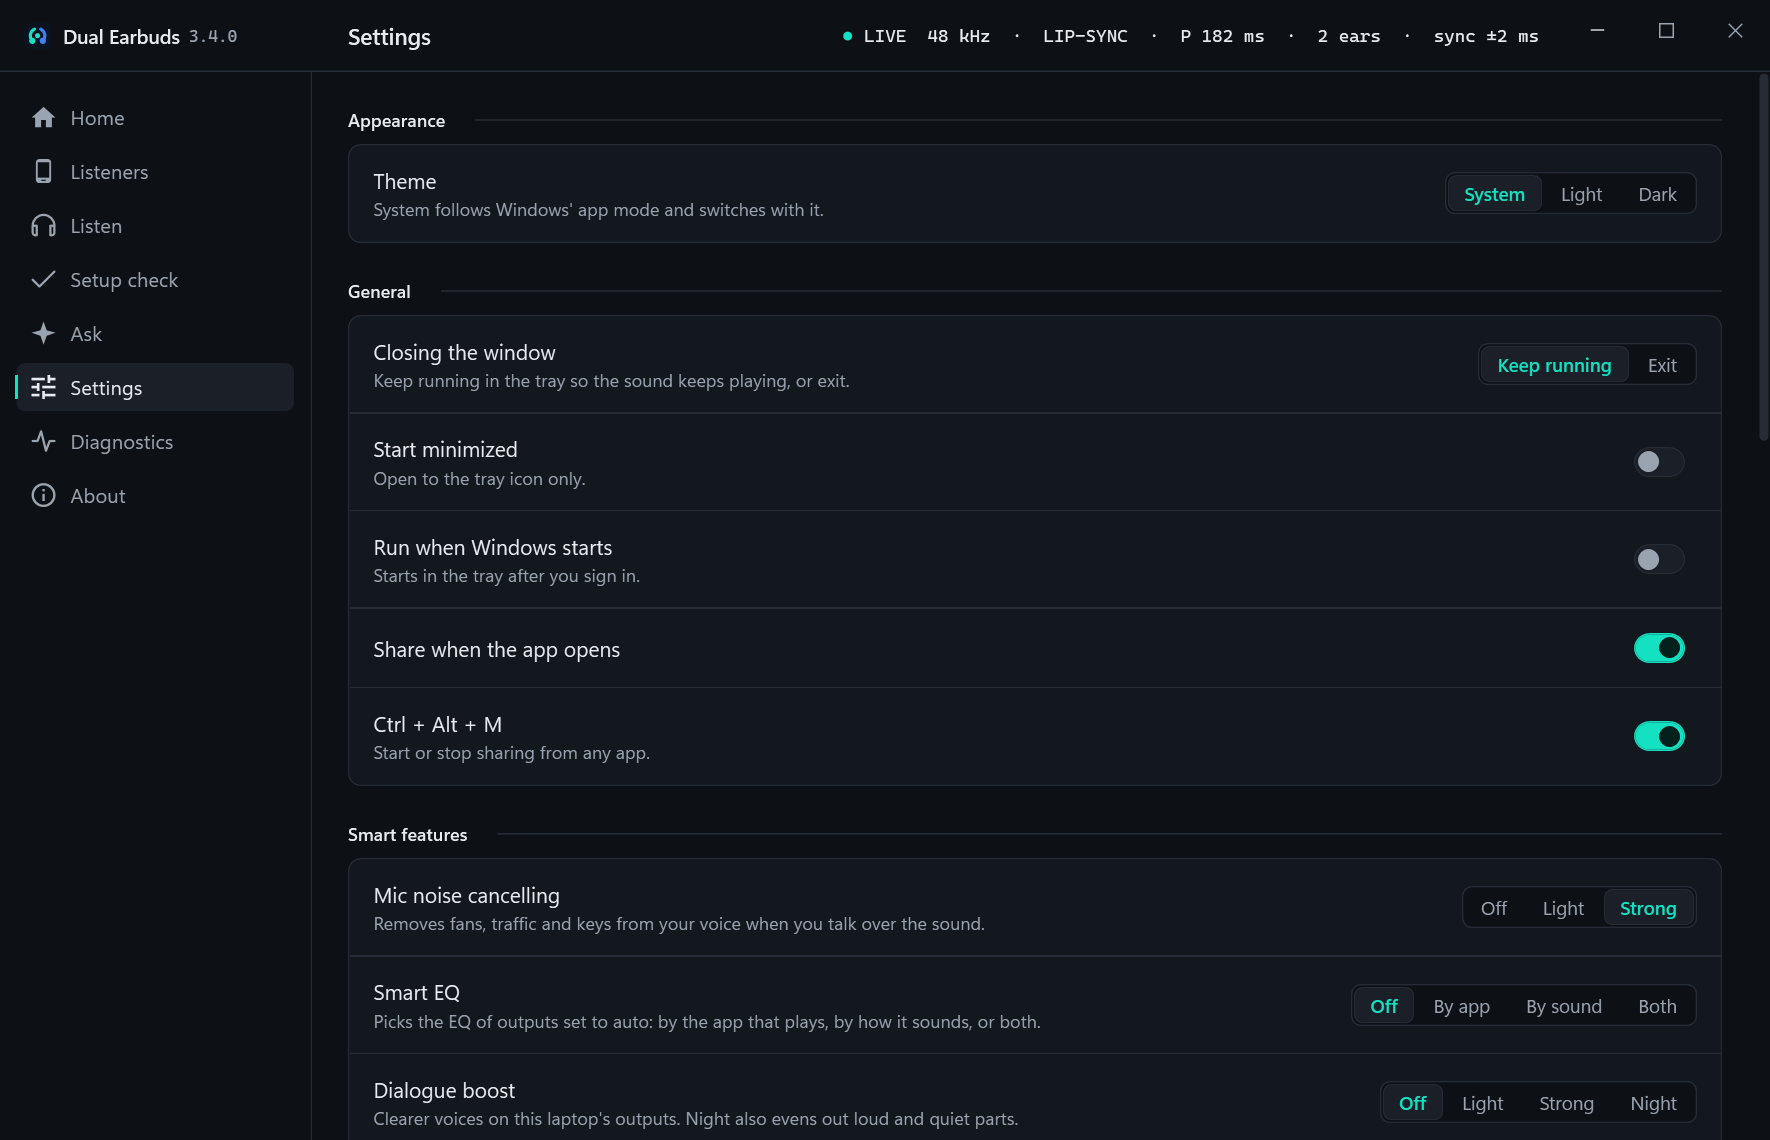 Dual Earbuds 3.4.0
Settings
LIVE 48 kHz · LIP-SYNC · P 182 ms · 2 ears · sync ±2 ms
Home
Listeners
Listen
Setup check
Ask
Settings
Diagnostics
About
Appearance
Theme
System follows Windows' app mode and switches with it.
System Light Dark
General
Closing the window
Keep running in the tray so the sound keeps playing, or exit.
Keep running Exit
Start minimized
Open to the tray icon only.
Run when Windows starts
Starts in the tray after you sign in.
Share when the app opens
Ctrl + Alt + M
Start or stop sharing from any app.
Smart features
Mic noise cancelling
Removes fans, traffic and keys from your voice when you talk over the sound.
Off Light Strong
Smart EQ
Picks the EQ of outputs set to auto: by the app that plays, by how it sounds, or both.
Off By app By sound Both
Dialogue boost
Clearer voices on this laptop's outputs. Night also evens out loud and quiet parts.
Off Light Strong Night